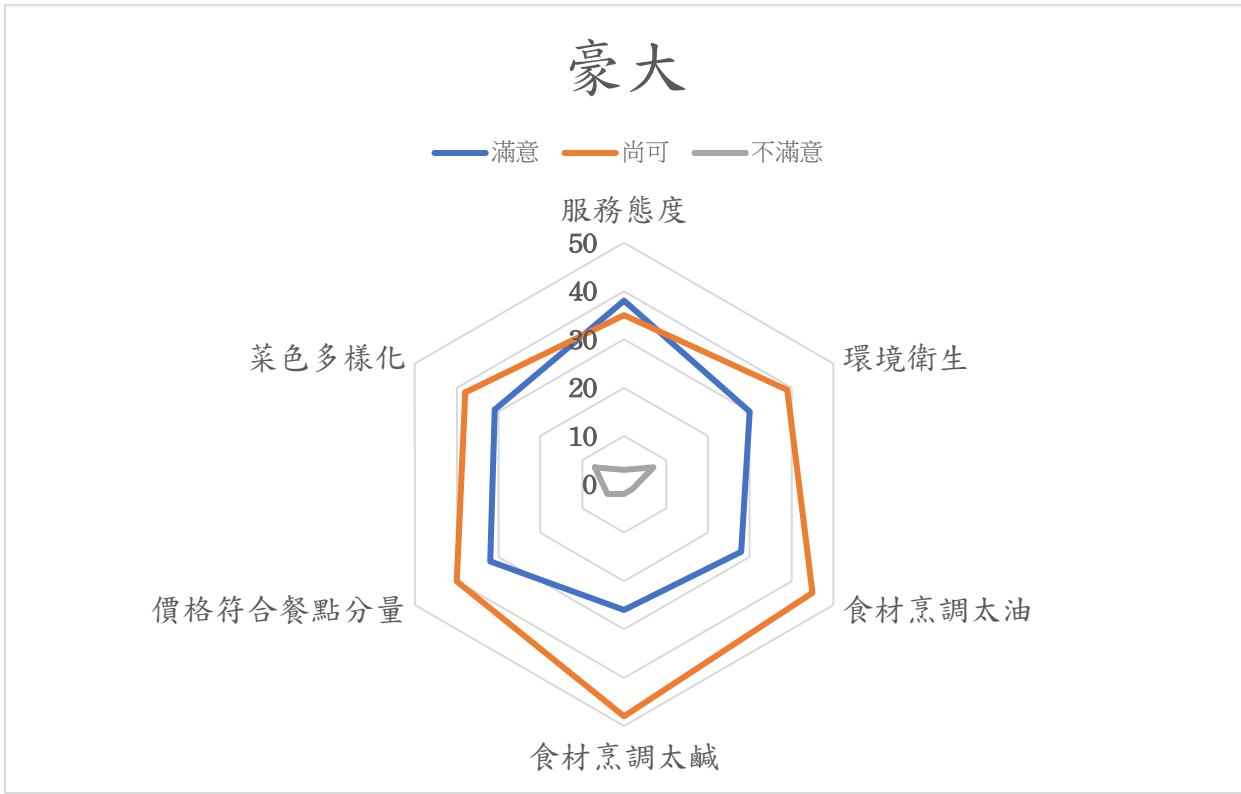 豪大
滿意 尚可 不滿意
服務態度
50
40
30
20
10
0
環境衛生
食材烹調太油
食材烹調太鹹
價格符合餐點分量
菜色多樣化